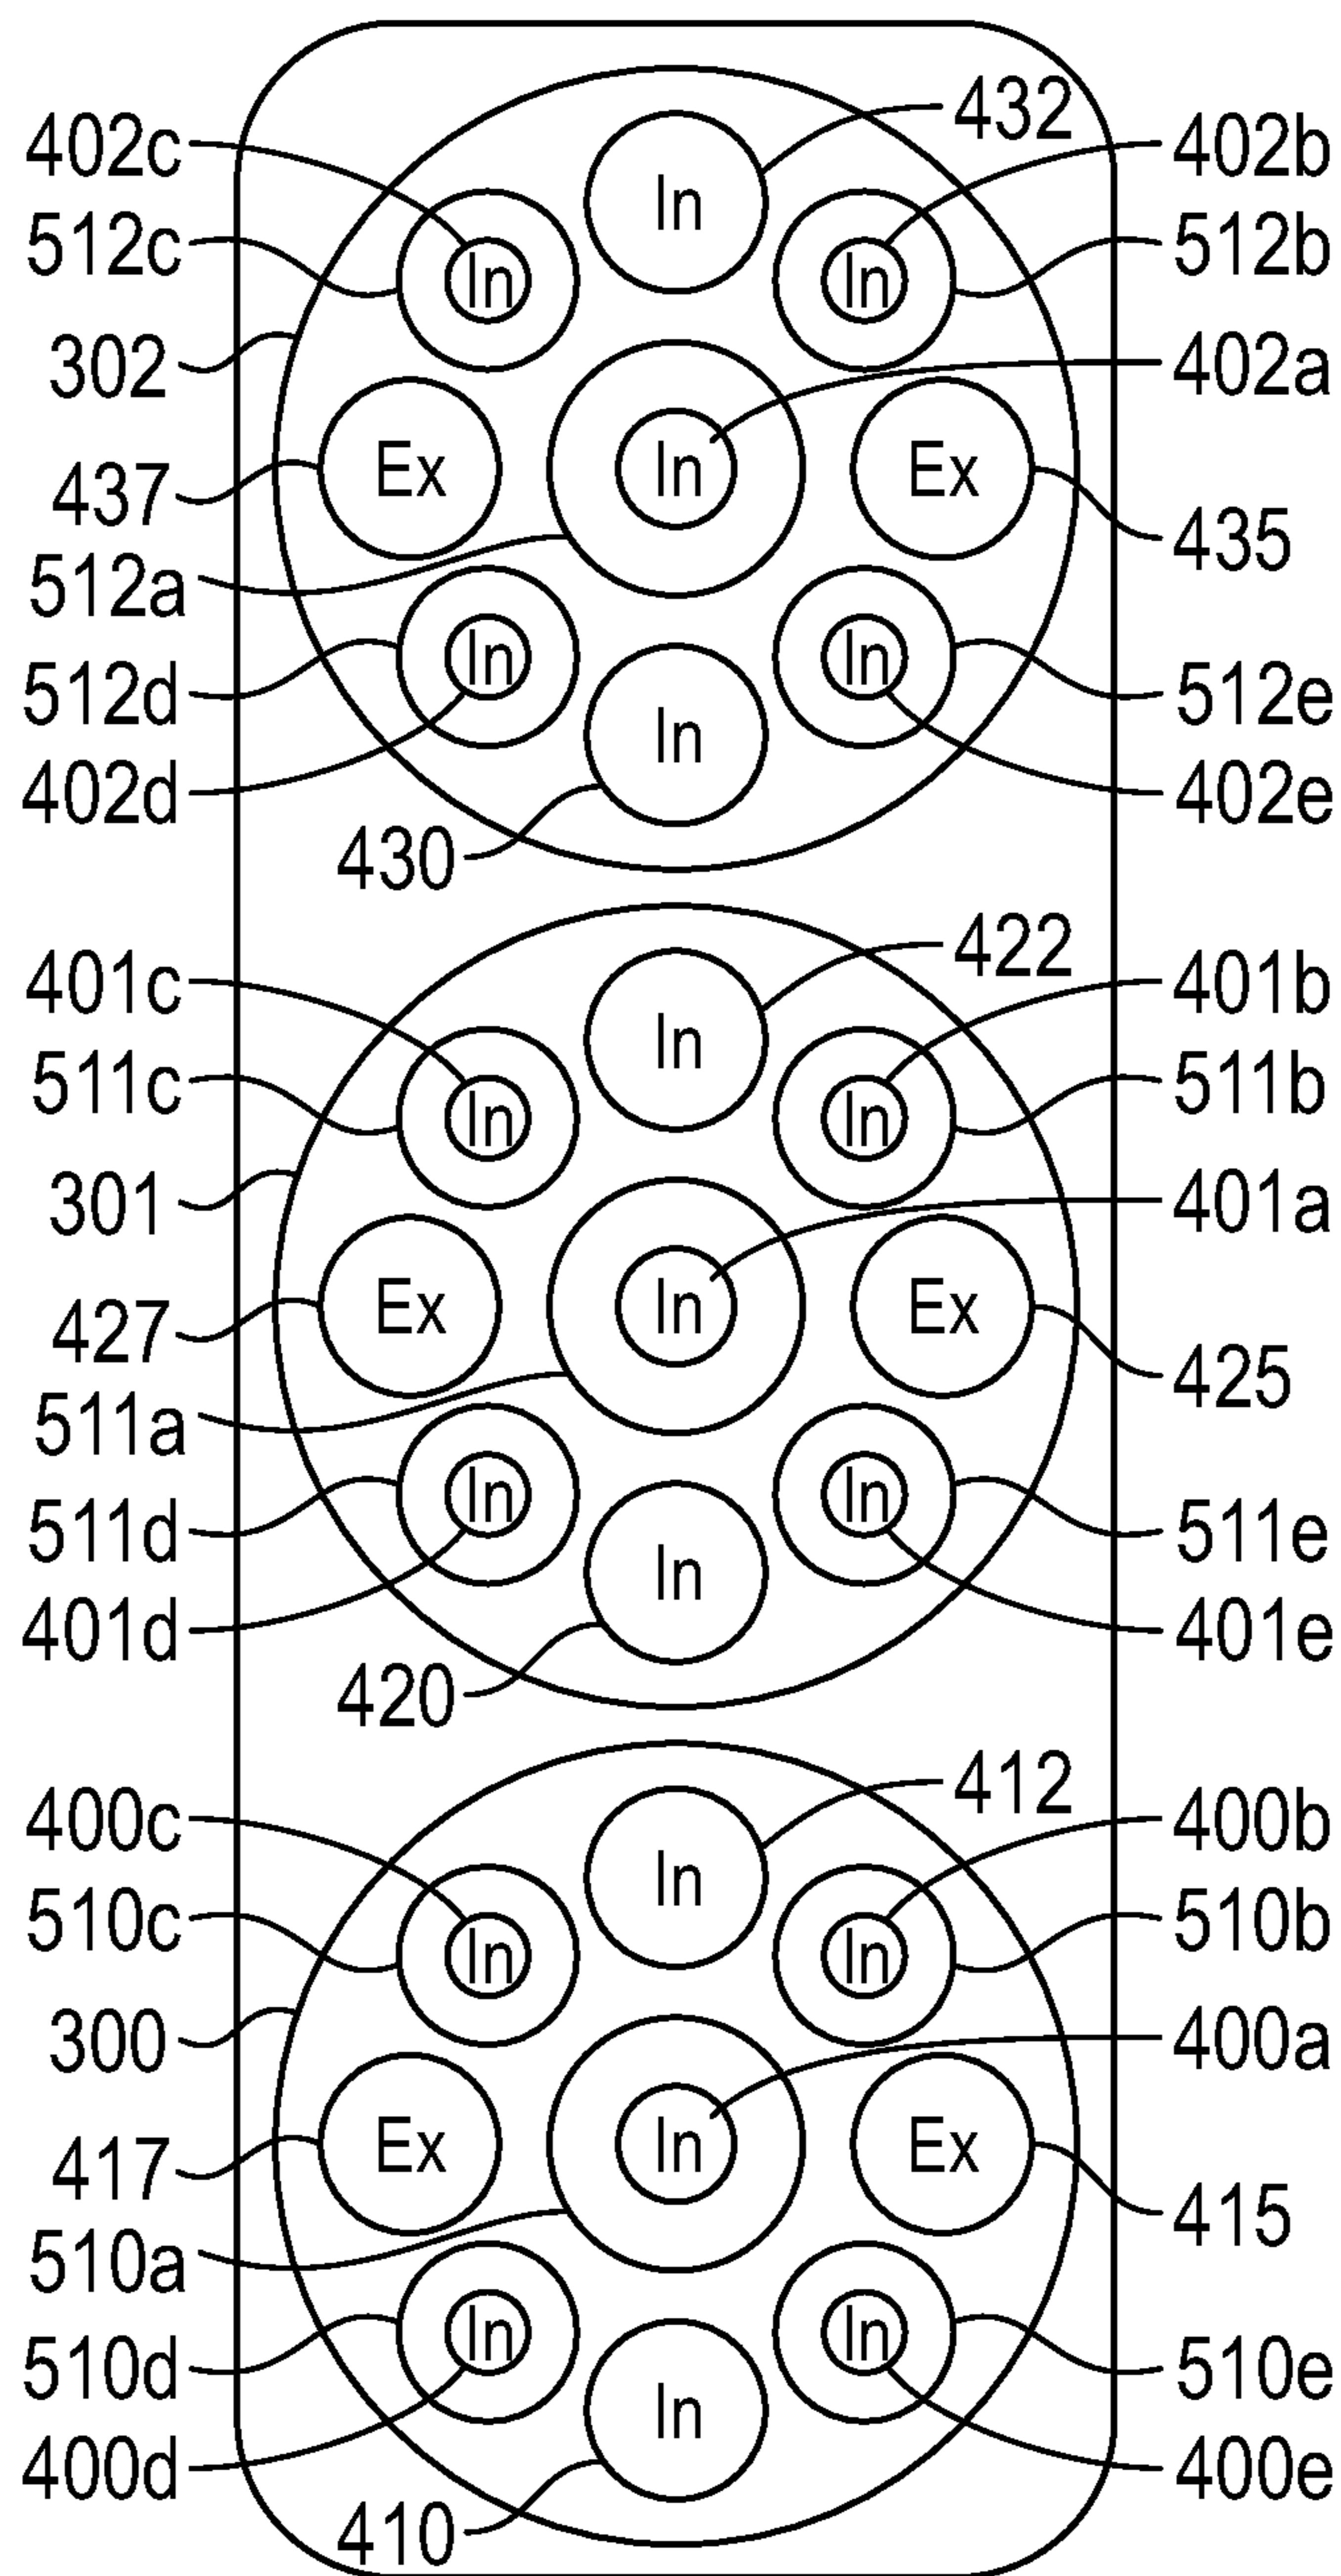 432
402c
402b
In
512c
512b
In
In
302
402a
437
Ex
In
Ex
435
512a
In
In
512d
512e
In
402d
402e
430
422
401c
401b
In
511c
511b
In
In
301
401a
427
Ex
In
Ex
425
511a
In
In
511d
511e
In
401d
401e
420
412
400c
400b
In
510c
510b
In
In
300
400a
417
Ex
In
Ex
415
510a
In
In
510d
510e
In
400d
400e
410